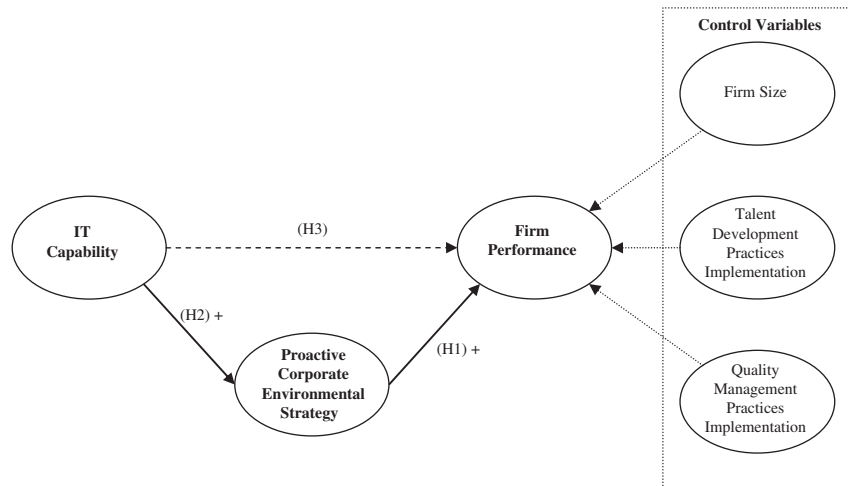 Control Variables
Firm Size
IT
Capability
(H3)
Firm
Performance
Talent
Development
Practices
Implementation
(H2) +
(H1) +
Proactive
Corporate
Environmental
Strategy
Quality
Management
Practices
Implementation